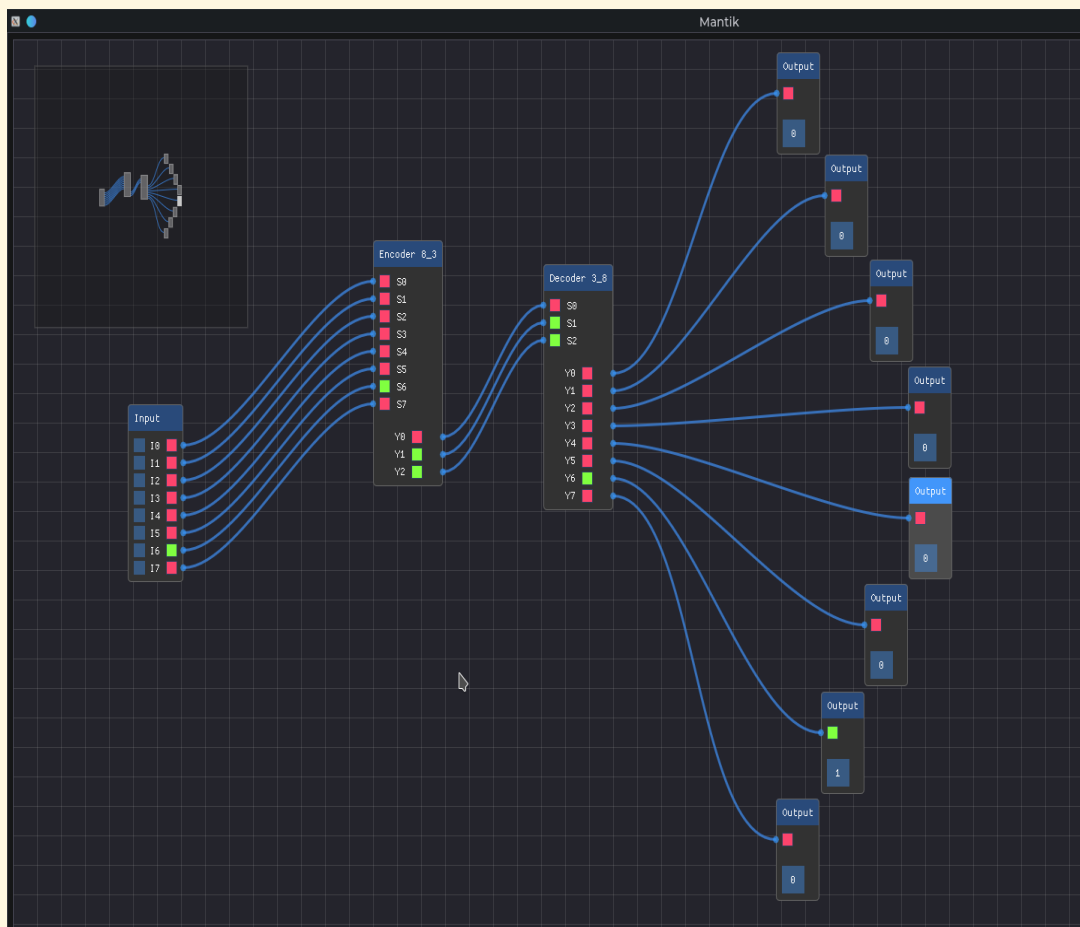 Mantik
Output
0
Output
0
Encoder 8_3
S0
S1
S2
S3
S4
S5
S6
S7
Y0
Y1
Y2
Decoder 3_8
S0
S1
S2
Y0
Y1
Y2
Y3
Y4
Y5
Y6
Y7
Output
0
Output
0
Input
I0
I1
I2
I3
I4
I5
I6
I7
Output
0
Output
0
Output
1
Output
0